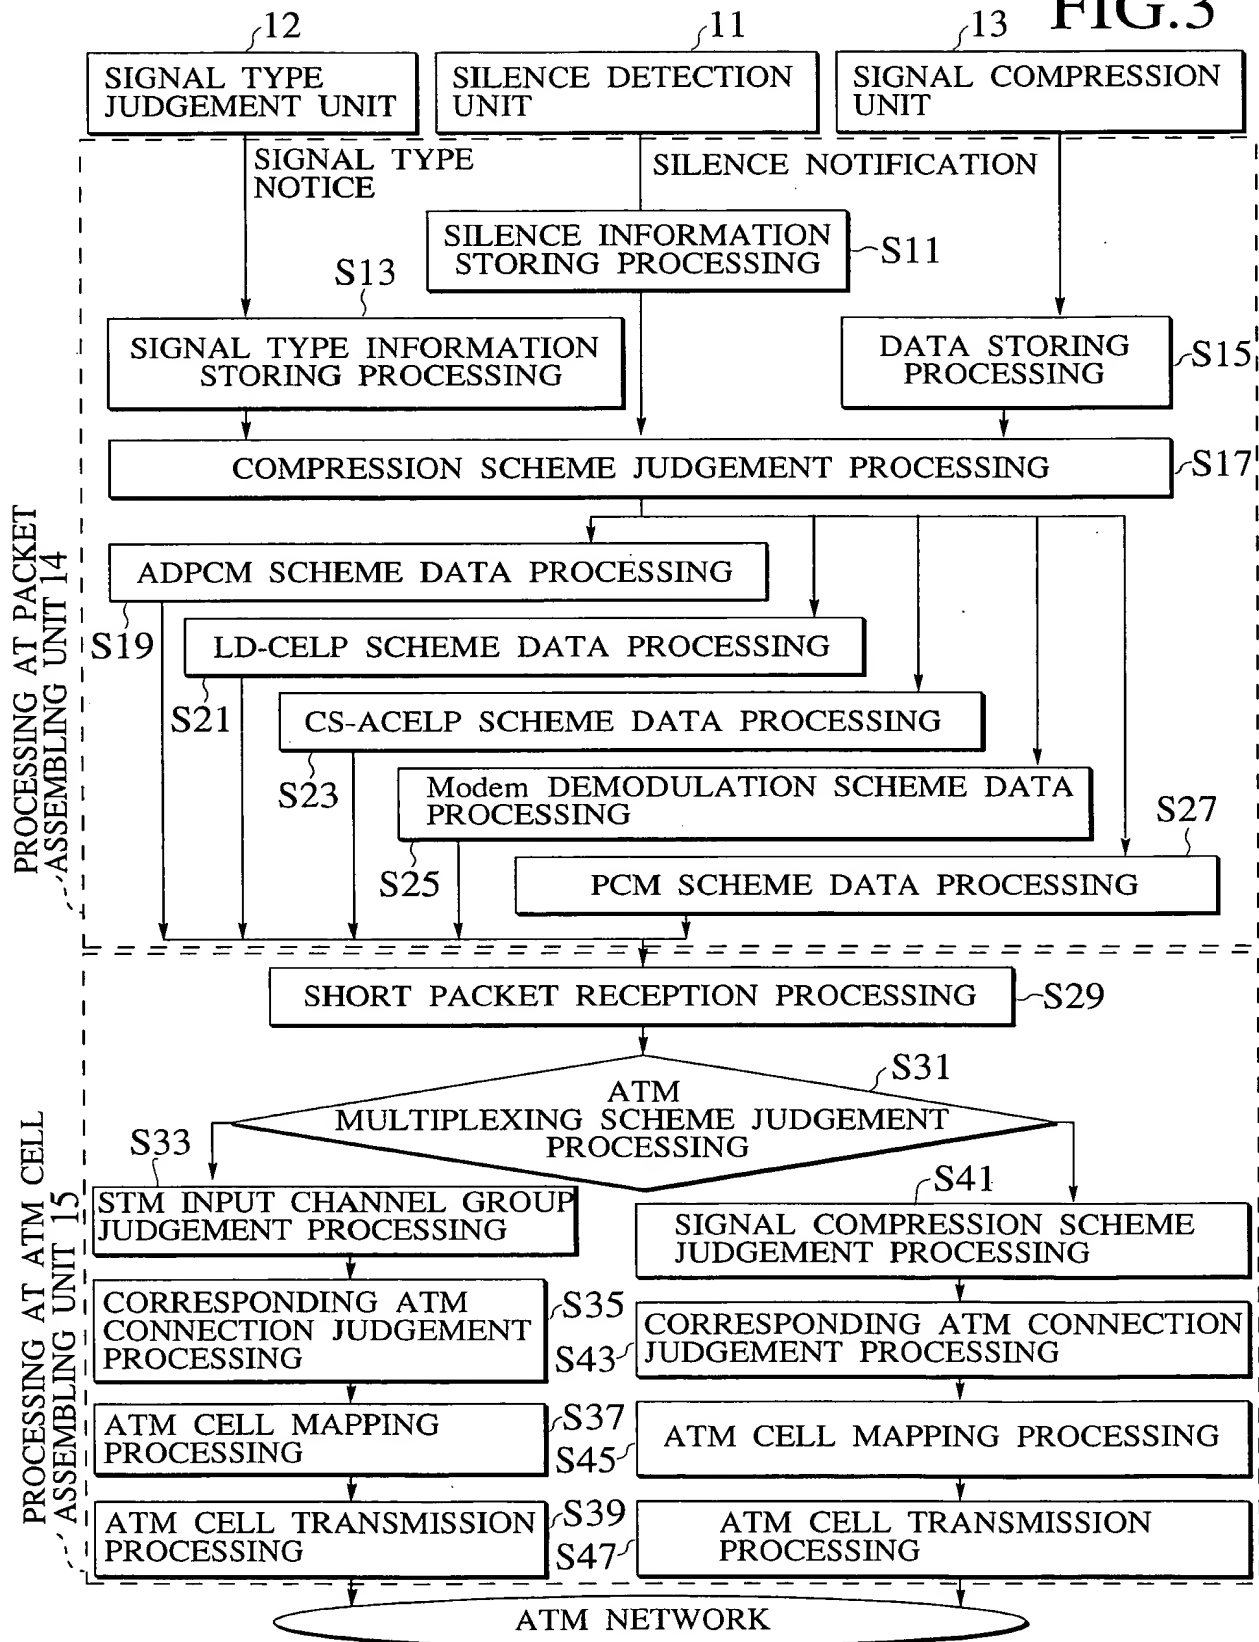 FIG.3
12
11
13
SIGNAL TYPE
JUDGEMENT UNIT
SILENCE DETECTION
UNIT
SIGNAL COMPRESSION
UNIT
SIGNAL TYPE
NOTICE
SILENCE NOTIFICATION
SILENCE INFORMATION
STORING PROCESSING
S11
S13
SIGNAL TYPE INFORMATION
STORING PROCESSING
DATA STORING
PROCESSING
S15
COMPRESSION SCHEME JUDGEMENT PROCESSING
S17
PROCESSING AT PACKET
ASSEMBLING UNIT 14
ADPCM SCHEME DATA PROCESSING
S19
LD-CELP SCHEME DATA PROCESSING
S21
CS-ACELP SCHEME DATA PROCESSING
S23
Modem DEMODULATION SCHEME DATA
PROCESSING
S25
S27
PCM SCHEME DATA PROCESSING
SHORT PACKET RECEPTION PROCESSING
S29
S31
ATM
MULTIPLEXING SCHEME JUDGEMENT
PROCESSING
PROCESSING AT ATM CELL
ASSEMBLING UNIT 15
S33
STM INPUT CHANNEL GROUP
JUDGEMENT PROCESSING
S41
SIGNAL COMPRESSION SCHEME
JUDGEMENT PROCESSING
CORRESPONDING ATM
CONNECTION JUDGEMENT
PROCESSING
S35
S43
CORRESPONDING ATM CONNECTION
JUDGEMENT PROCESSING
ATM CELL MAPPING
PROCESSING
S37
S45
ATM CELL MAPPING PROCESSING
ATM CELL TRANSMISSION
PROCESSING
S39
S47
ATM CELL TRANSMISSION
PROCESSING
ATM NETWORK